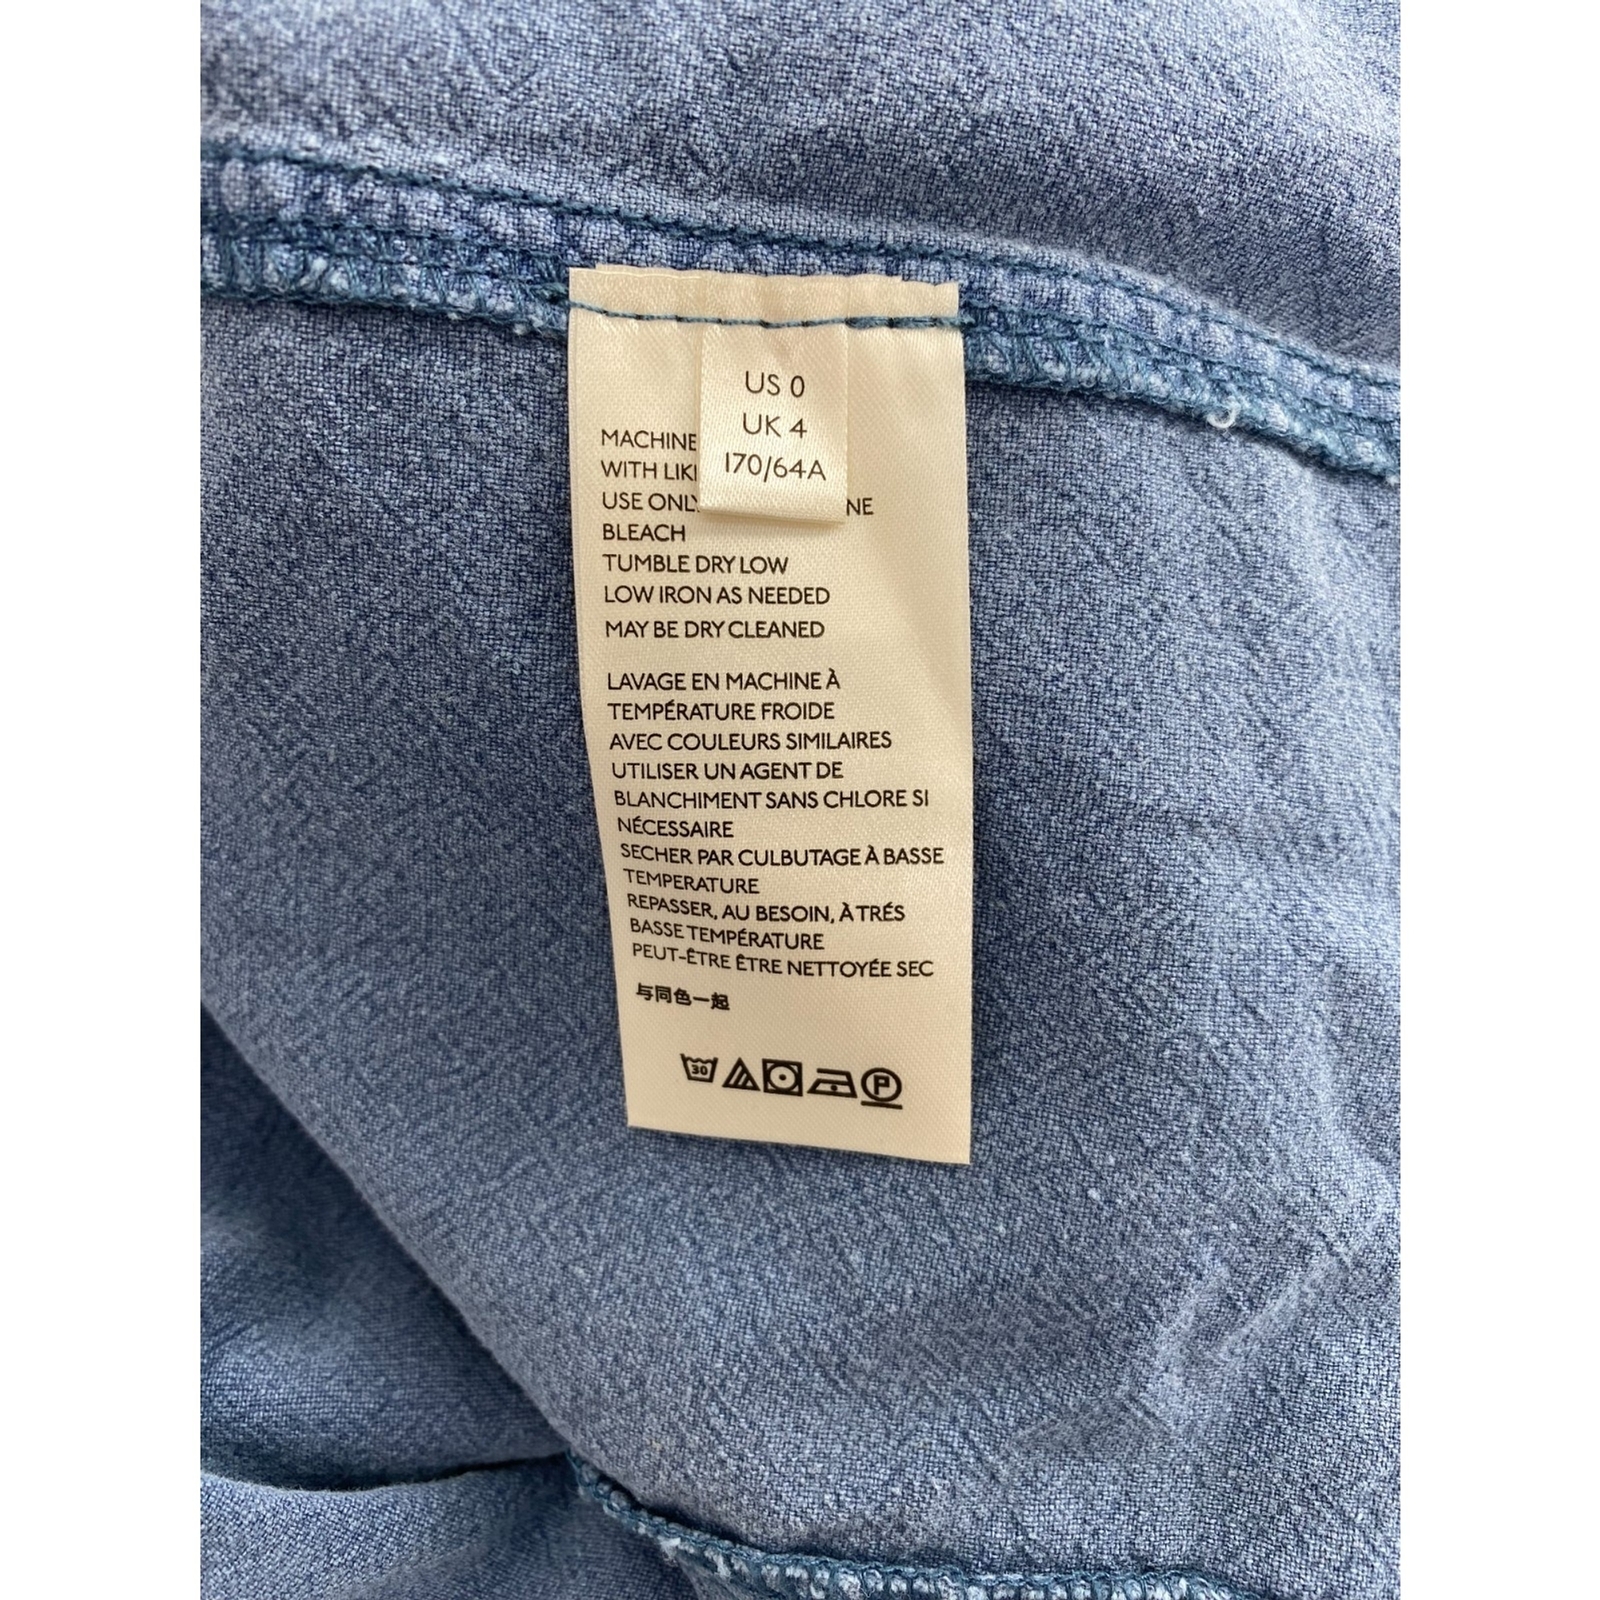 US 0
UK 4
170/64A
MACHINE
WITH
USE
NE
BLEACH
TUMBLE DRY LOW
LOW IRON AS NEEDED
MAY BE DRY CLEANED
LAVAGE EN MACHINE À
TEMPÉRATURE FROIDE
AVEC COULEURS SIMILAIRES
UTILISER UN AGENT DE
BLANCHIMENT SANS CHLORE SI
NÉCESSAIRE
SECHER PAR CULBUTAGE À BASSE
TEMPERATURE
REPASSER, AU BESOIN, À TRÉS
BASSE TEMPÉRATURE
PEUT-ÊTRE ÊTRE NETTOYÉE SEC
与同色一起
30 P